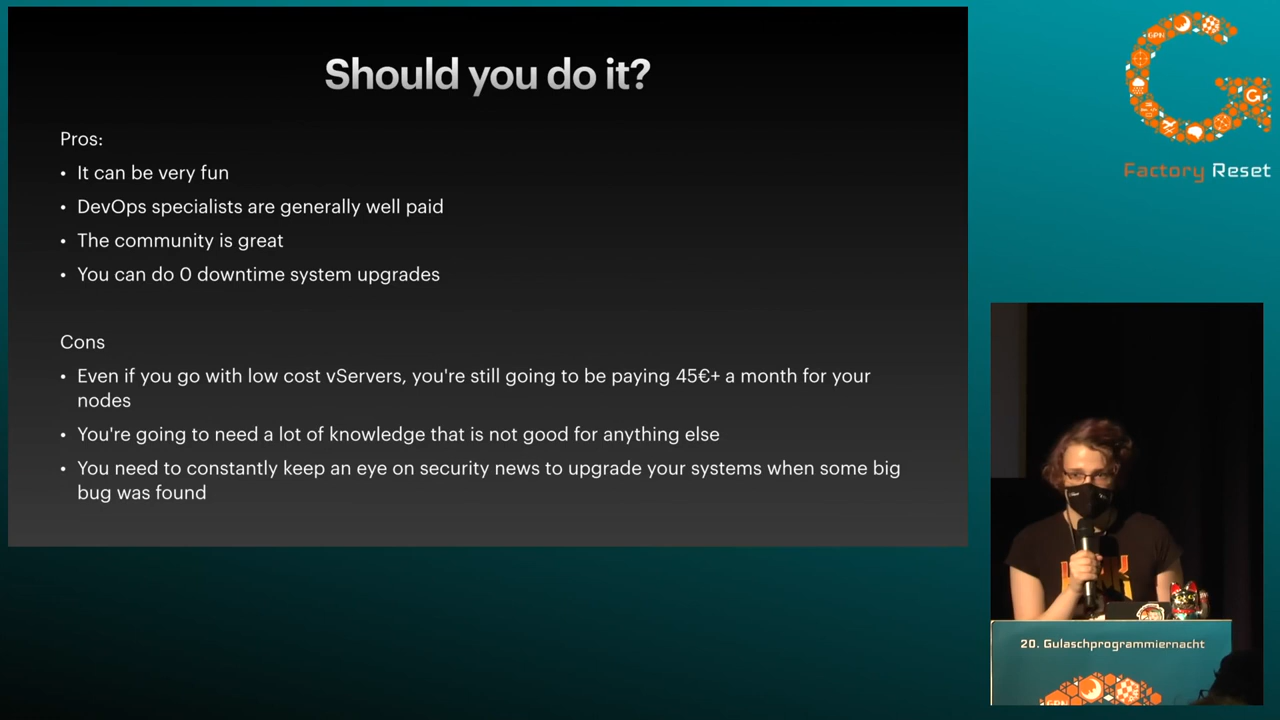 Should you do it?
Pros:
• It can be very fun
• DevOps specialists are generally well paid
• The community is great
• You can do 0 downtime system upgrades
Cons
• Even if you go with low cost vServers, you're still going to be paying 45€+ a month for your
nodes
• You're going to need a lot of knowledge that is not good for anything else
• You need to constantly keep an eye on security news to upgrade your systems when some big
bug was found
GPN
Factory Reset
20. Gulaschprogrammiernacht
GPN